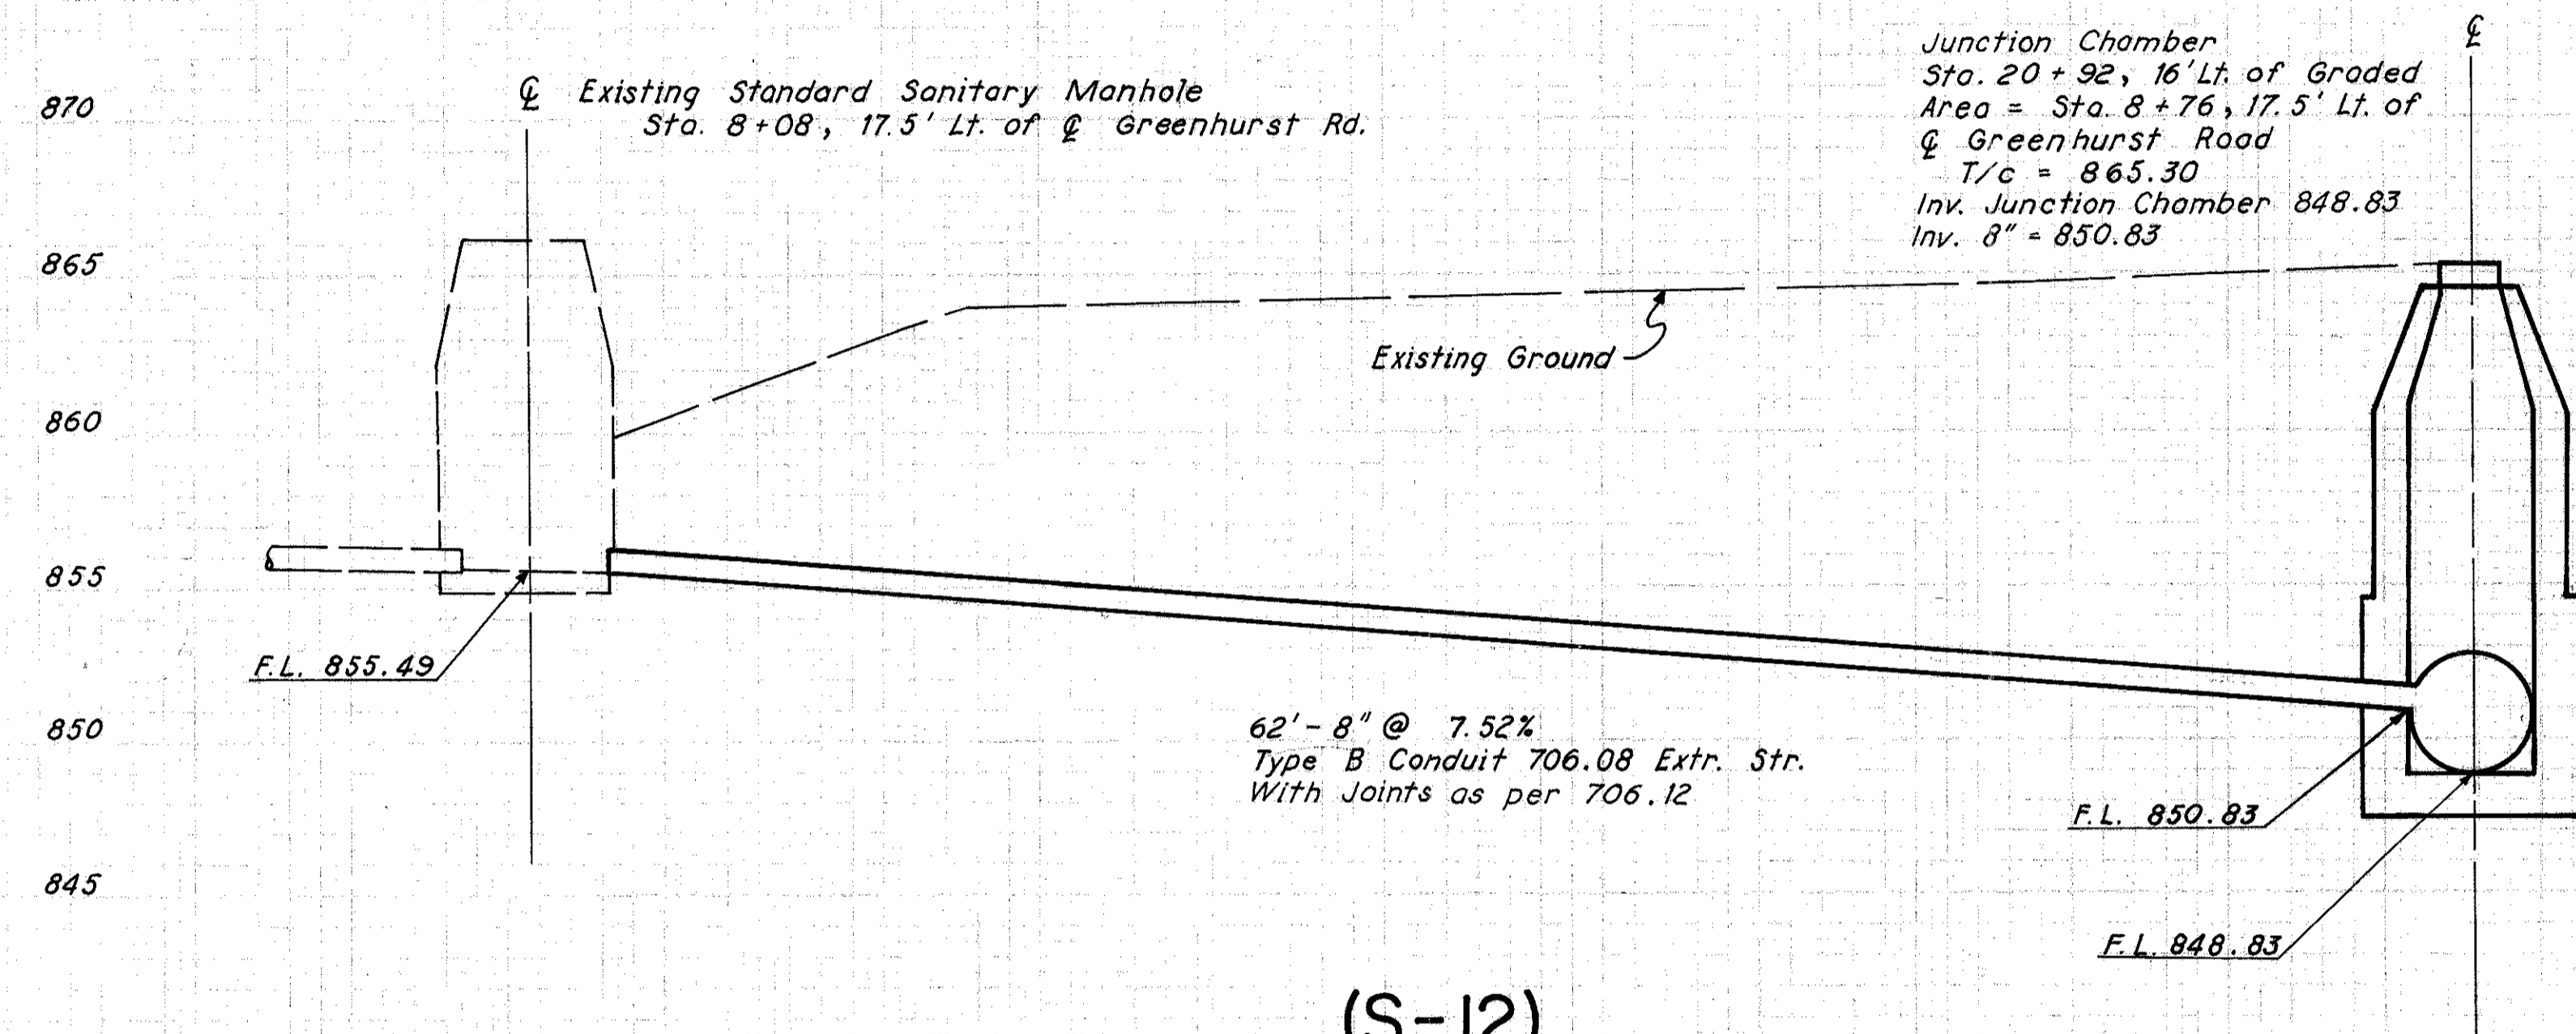 870
865
860
855
850
845
℄ Existing Standard Sanitary Manhole
Sta. 8+08, 17.5' Lt. of ℄ Greenhurst Rd.
℄
Junction Chamber
Sta. 20 + 92, 16' Lt. of Graded
Area = Sta. 8 + 76, 17.5' Lt. of
℄ Greenhurst Road
T/c = 865.30
Inv. Junction Chamber 848.83
Inv. 8" = 850.83
Existing Ground
F.L. 855.49
62' - 8" @ 7.52%
Type B Conduit 706.08 Extr. Str.
With Joints as per 706.12
F.L. 850.83
F.L. 848.83
(S-12)